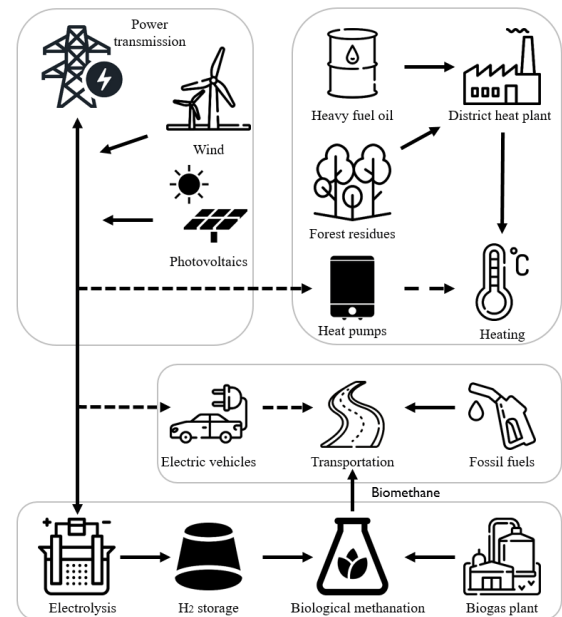 Power
transmission
Wind
Photovoltaics
Heavy fuel oil
District heat plant
Forest residues
Heat pumps
°C
Heating
Electric vehicles
Transportation
Fossil fuels
Biomethane
+ −
Electrolysis
H2 storage
Biological methanation
Biogas plant